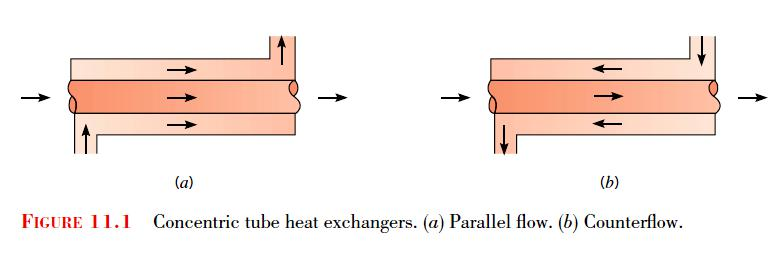 (a)
(b)
FIGURE 11.1 Concentric tube heat exchangers. (a) Parallel flow. (b) Counterflow.